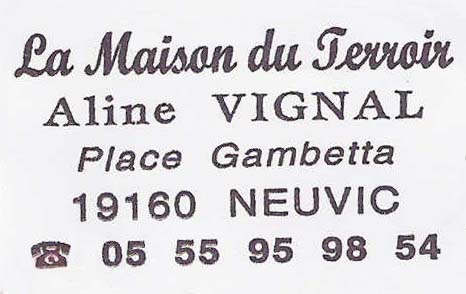 La Maison du Terroir
Aline VIGNAL
Place Gambetta
19160 NEUVIC
☎ 05 55 95 98 54